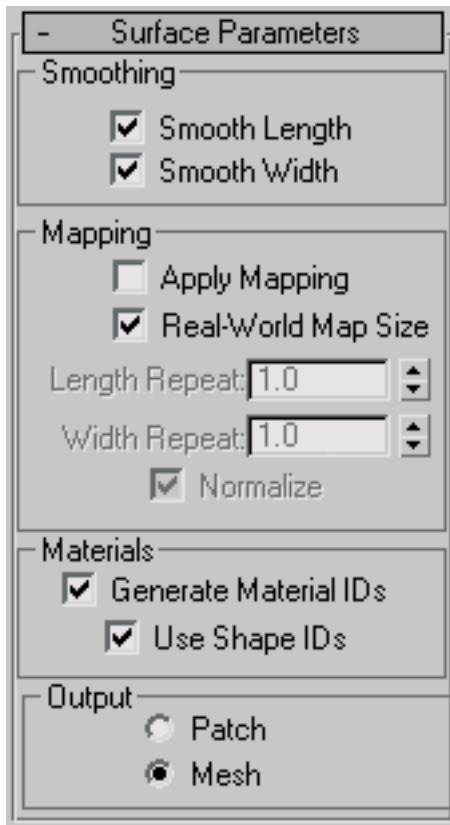 - Surface Parameters
Smoothing
Smooth Length
Smooth Width
Mapping
Apply Mapping
Real-World Map Size
Length Repeat: 1.0
Width Repeat: 1.0
Normalize
Materials
Generate Material IDs
Use Shape IDs
Output
Patch
Mesh